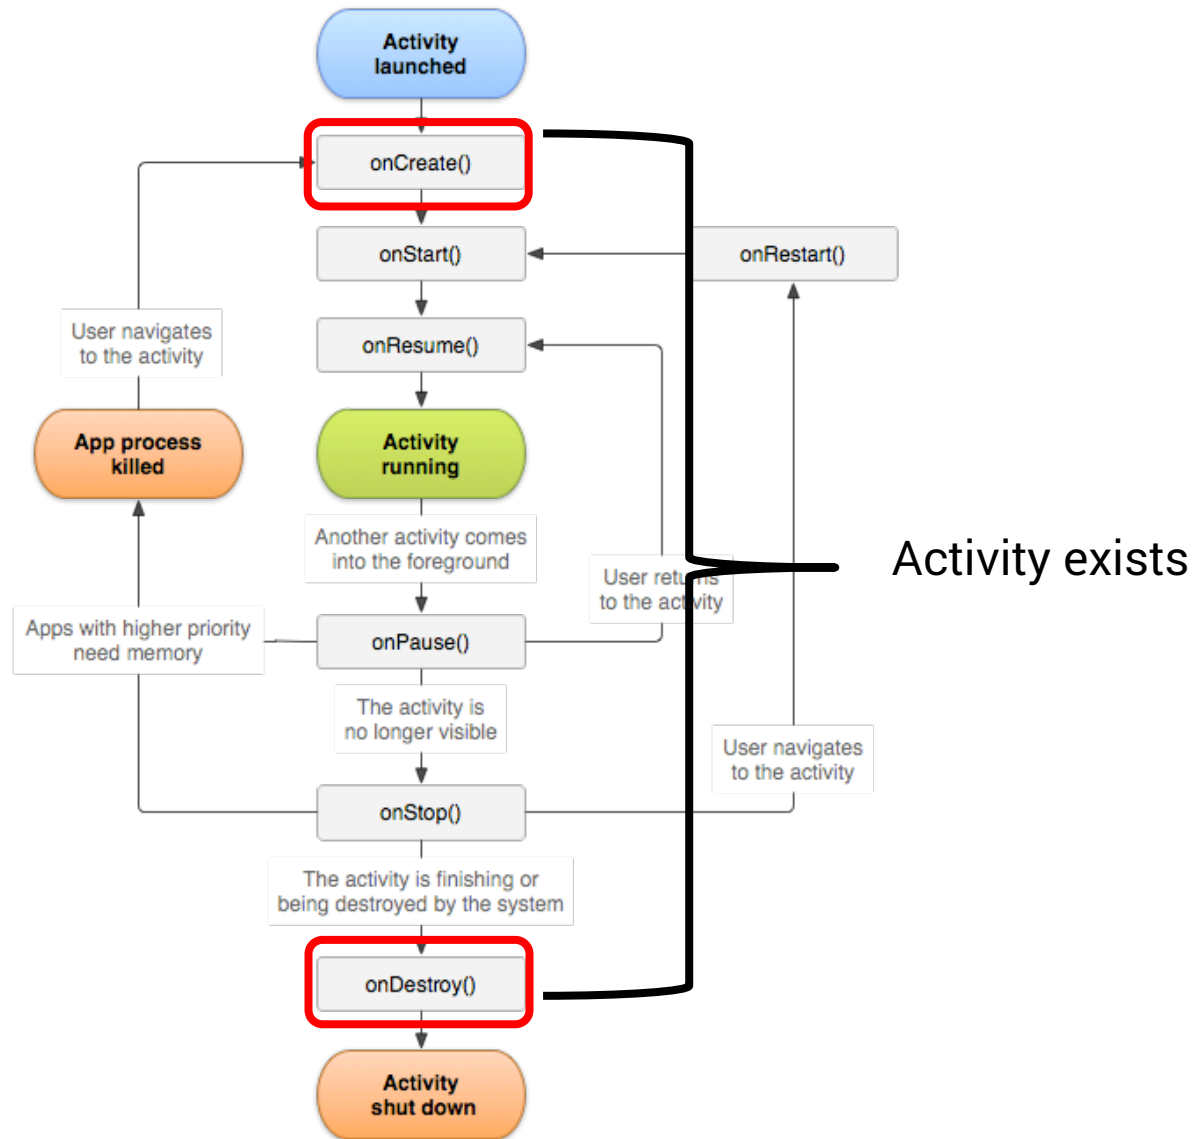 Activity
launched
onCreate()
onStart()
onRestart()
onResume()
User navigates
to the activity
App process
killed
Activity
running
Another activity comes
into the foreground
Activity exists
User returns
to the activity
Apps with higher priority
need memory
onPause()
The activity is
no longer visible
User navigates
to the activity
onStop()
The activity is finishing or
being destroyed by the system
onDestroy()
Activity
shut down